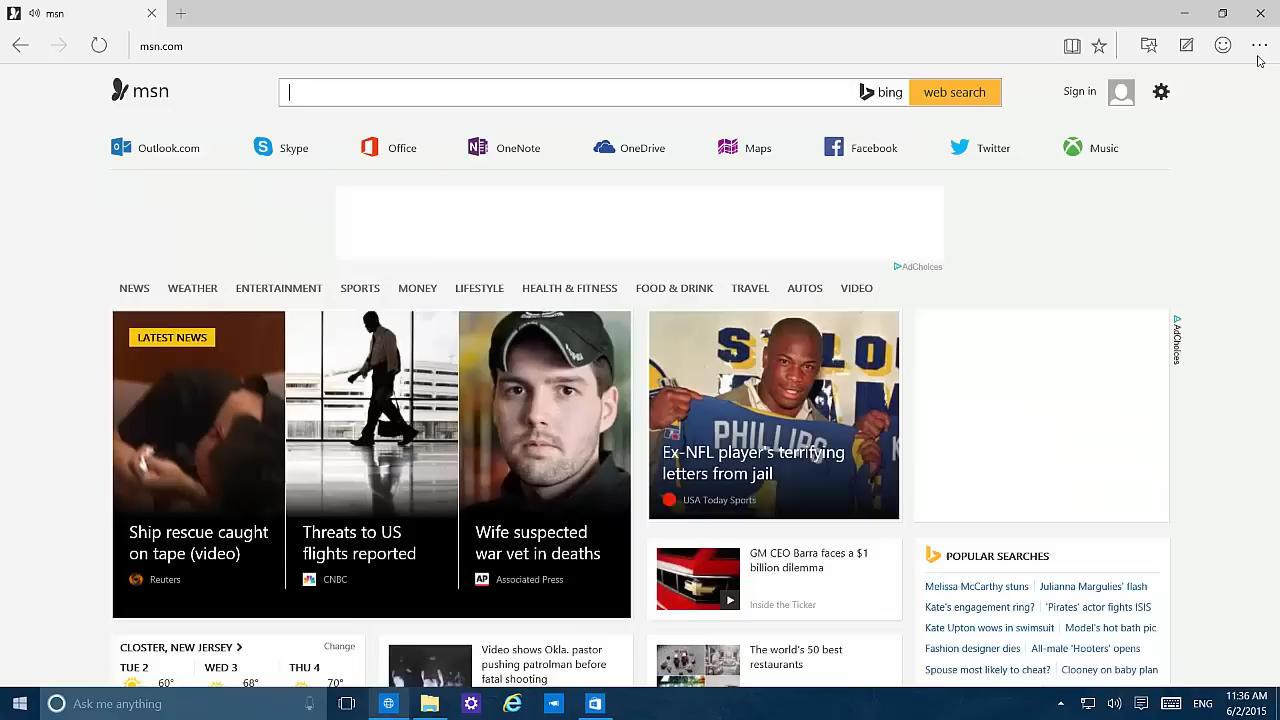 msn
msn.com
msn
bing
web search
Sign in
Outlook.com
Skype
Office
OneNote
OneDrive
Maps
Facebook
Twitter
Music
AdChoices
NEWS
WEATHER
ENTERTAINMENT
SPORTS
MONEY
LIFESTYLE
HEALTH & FITNESS
FOOD & DRINK
TRAVEL
AUTOS
VIDEO
LATEST NEWS
Ship rescue caught
on tape (video)
Reuters
Threats to US
flights reported
CNBC
Wife suspected
war vet in deaths
AP Associated Press
PHILLIPS
Ex-NFL player's terrifying
letters from jail
USA Today Sports
AdChoices
GM CEO Barra faces a $1
billion dilemma
Inside the Ticker
POPULAR SEARCHES
Melissa McCarthy stuns
Julianna Margulies' flash
Kate's engagement ring?
'Pirates' actor fights ISIS
Kate Upton wows in swimsuit
Model's hot bath pic
Fashion designer dies
All-male 'Hooters' opens
Spouse most likely to cheat?
Clooney on baby plan
CLOSTER, NEW JERSEY
Change
TUE 2
WED 3
THU 4
60°
68°
70°
Video shows Okla. pastor
pushing patrolman before
fatal shooting
The world's 50 best
restaurants
Ask me anything
ENG
11:36 AM
6/2/2015